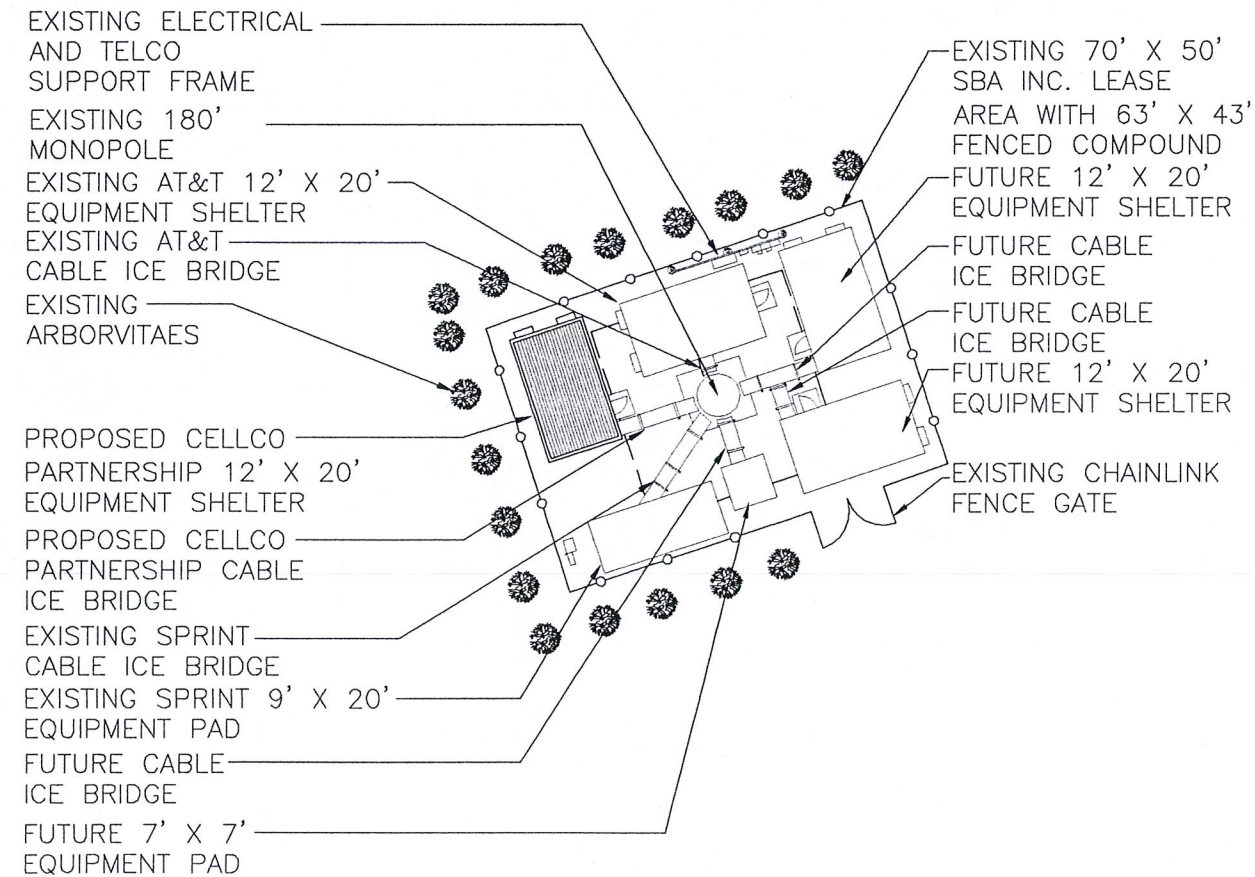 EXISTING ELECTRICAL
AND TELCO
SUPPORT FRAME
EXISTING 180'
MONOPOLE
EXISTING AT&T 12' X 20'
EQUIPMENT SHELTER
EXISTING AT&T
CABLE ICE BRIDGE
EXISTING
ARBORVITAES
PROPOSED CELLCO
PARTNERSHIP 12' X 20'
EQUIPMENT SHELTER
PROPOSED CELLCO
PARTNERSHIP CABLE
ICE BRIDGE
EXISTING SPRINT
CABLE ICE BRIDGE
EXISTING SPRINT 9' X 20'
EQUIPMENT PAD
FUTURE CABLE
ICE BRIDGE
FUTURE 7' X 7'
EQUIPMENT PAD
EXISTING 70' X 50'
SBA INC. LEASE
AREA WITH 63' X 43'
FENCED COMPOUND
FUTURE 12' X 20'
EQUIPMENT SHELTER
FUTURE CABLE
ICE BRIDGE
FUTURE CABLE
ICE BRIDGE
FUTURE 12' X 20'
EQUIPMENT SHELTER
EXISTING CHAINLINK
FENCE GATE